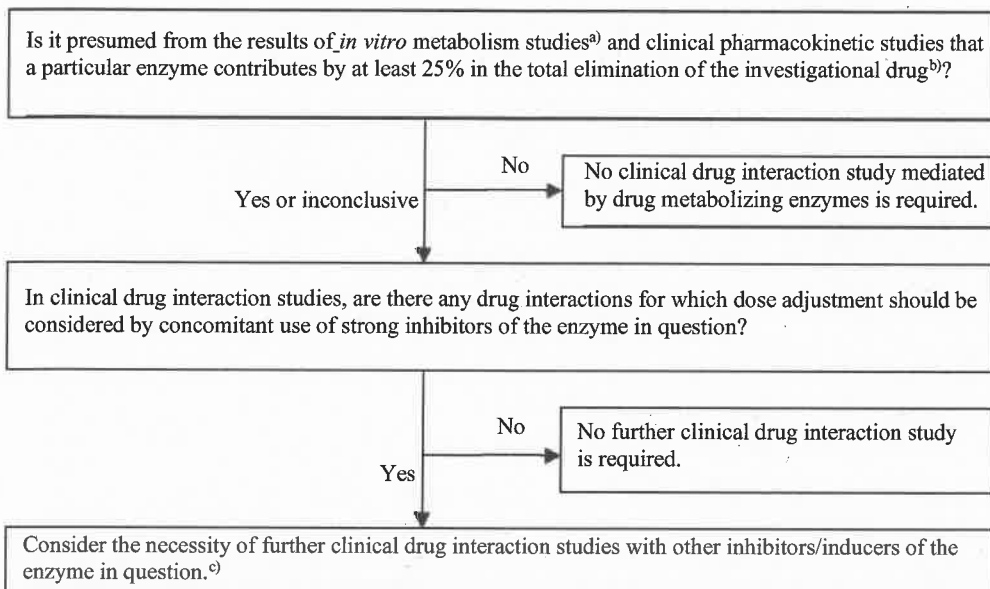 Is it presumed from the results of in vitro metabolism studies a) and clinical pharmacokinetic studies that
a particular enzyme contributes by at least 25% in the total elimination of the investigational drug b)?
No
No clinical drug interaction study mediated
by drug metabolizing enzymes is required.
Yes or inconclusive
In clinical drug interaction studies, are there any drug interactions for which dose adjustment should be
considered by concomitant use of strong inhibitors of the enzyme in question?
No
No further clinical drug interaction study
is required.
Yes
Consider the necessity of further clinical drug interaction studies with other inhibitors/inducers of the
enzyme in question.c)